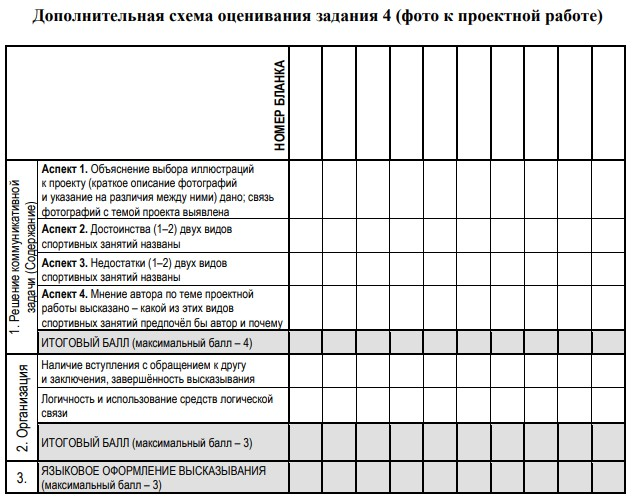 Дополнительная схема оценивания задания 4 (фото к проектной работе)
НОМЕР БЛАНКА
1. Решение коммуникативной
задачи (Содержание)
Аспект 1. Объяснение выбора иллюстраций
к проекту (краткое описание фотографий
и указание на различия между ними) дано; связь
фотографий с темой проекта выявлена
Аспект 2. Достоинства (1–2) двух видов
спортивных занятий названы
Аспект 3. Недостатки (1–2) двух видов
спортивных занятий названы
Аспект 4. Мнение автора по теме проектной
работы высказано – какой из этих видов
спортивных занятий предпочёл бы автор и почему
ИТОГОВЫЙ БАЛЛ (максимальный балл – 4)
2. Организация
Наличие вступления с обращением к другу
и заключения, завершённость высказывания
Логичность и использование средств логической
связи
ИТОГОВЫЙ БАЛЛ (максимальный балл – 3)
3.
ЯЗЫКОВОЕ ОФОРМЛЕНИЕ ВЫСКАЗЫВАНИЯ
(максимальный балл – 3)